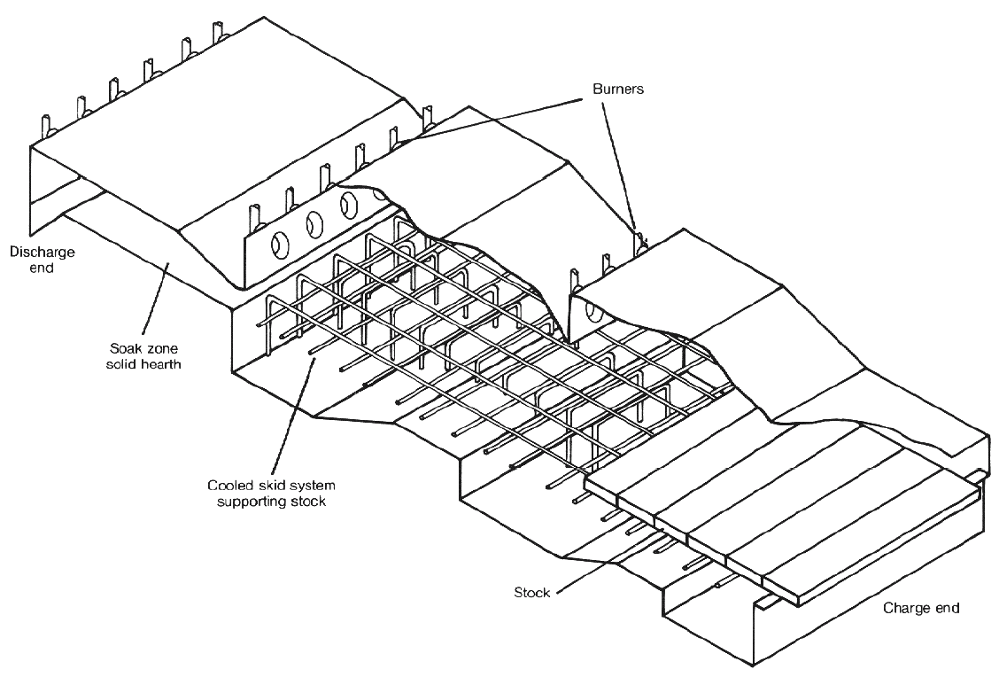 Burners
Discharge
end
Soak zone
solid hearth
Cooled skid system
supporting stock
Stock
Charge end